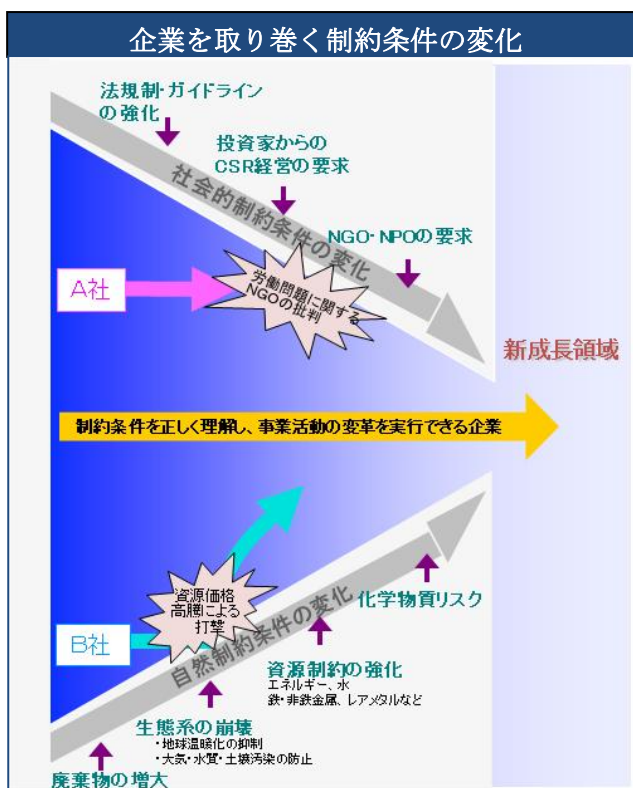 企業を取り巻く制約条件の変化
法規制･ガイドライン
の強化
投資家からの
CSR経営の要求
社会的制約条件の変化
NGO･NPOの要求
A社
労働問題に関する
NGOの批判
新成長領域
制約条件を正しく理解し、事業活動の変革を実行できる企業
資源価格
高騰による
打撃
B社
自然制約条件の変化
化学物質リスク
資源制約の強化
エネルギー、水
鉄･非鉄金属、レアメタルなど
生態系の崩壊
・地球温暖化の抑制
・大気・水質・土壌汚染の防止
廃棄物の増大